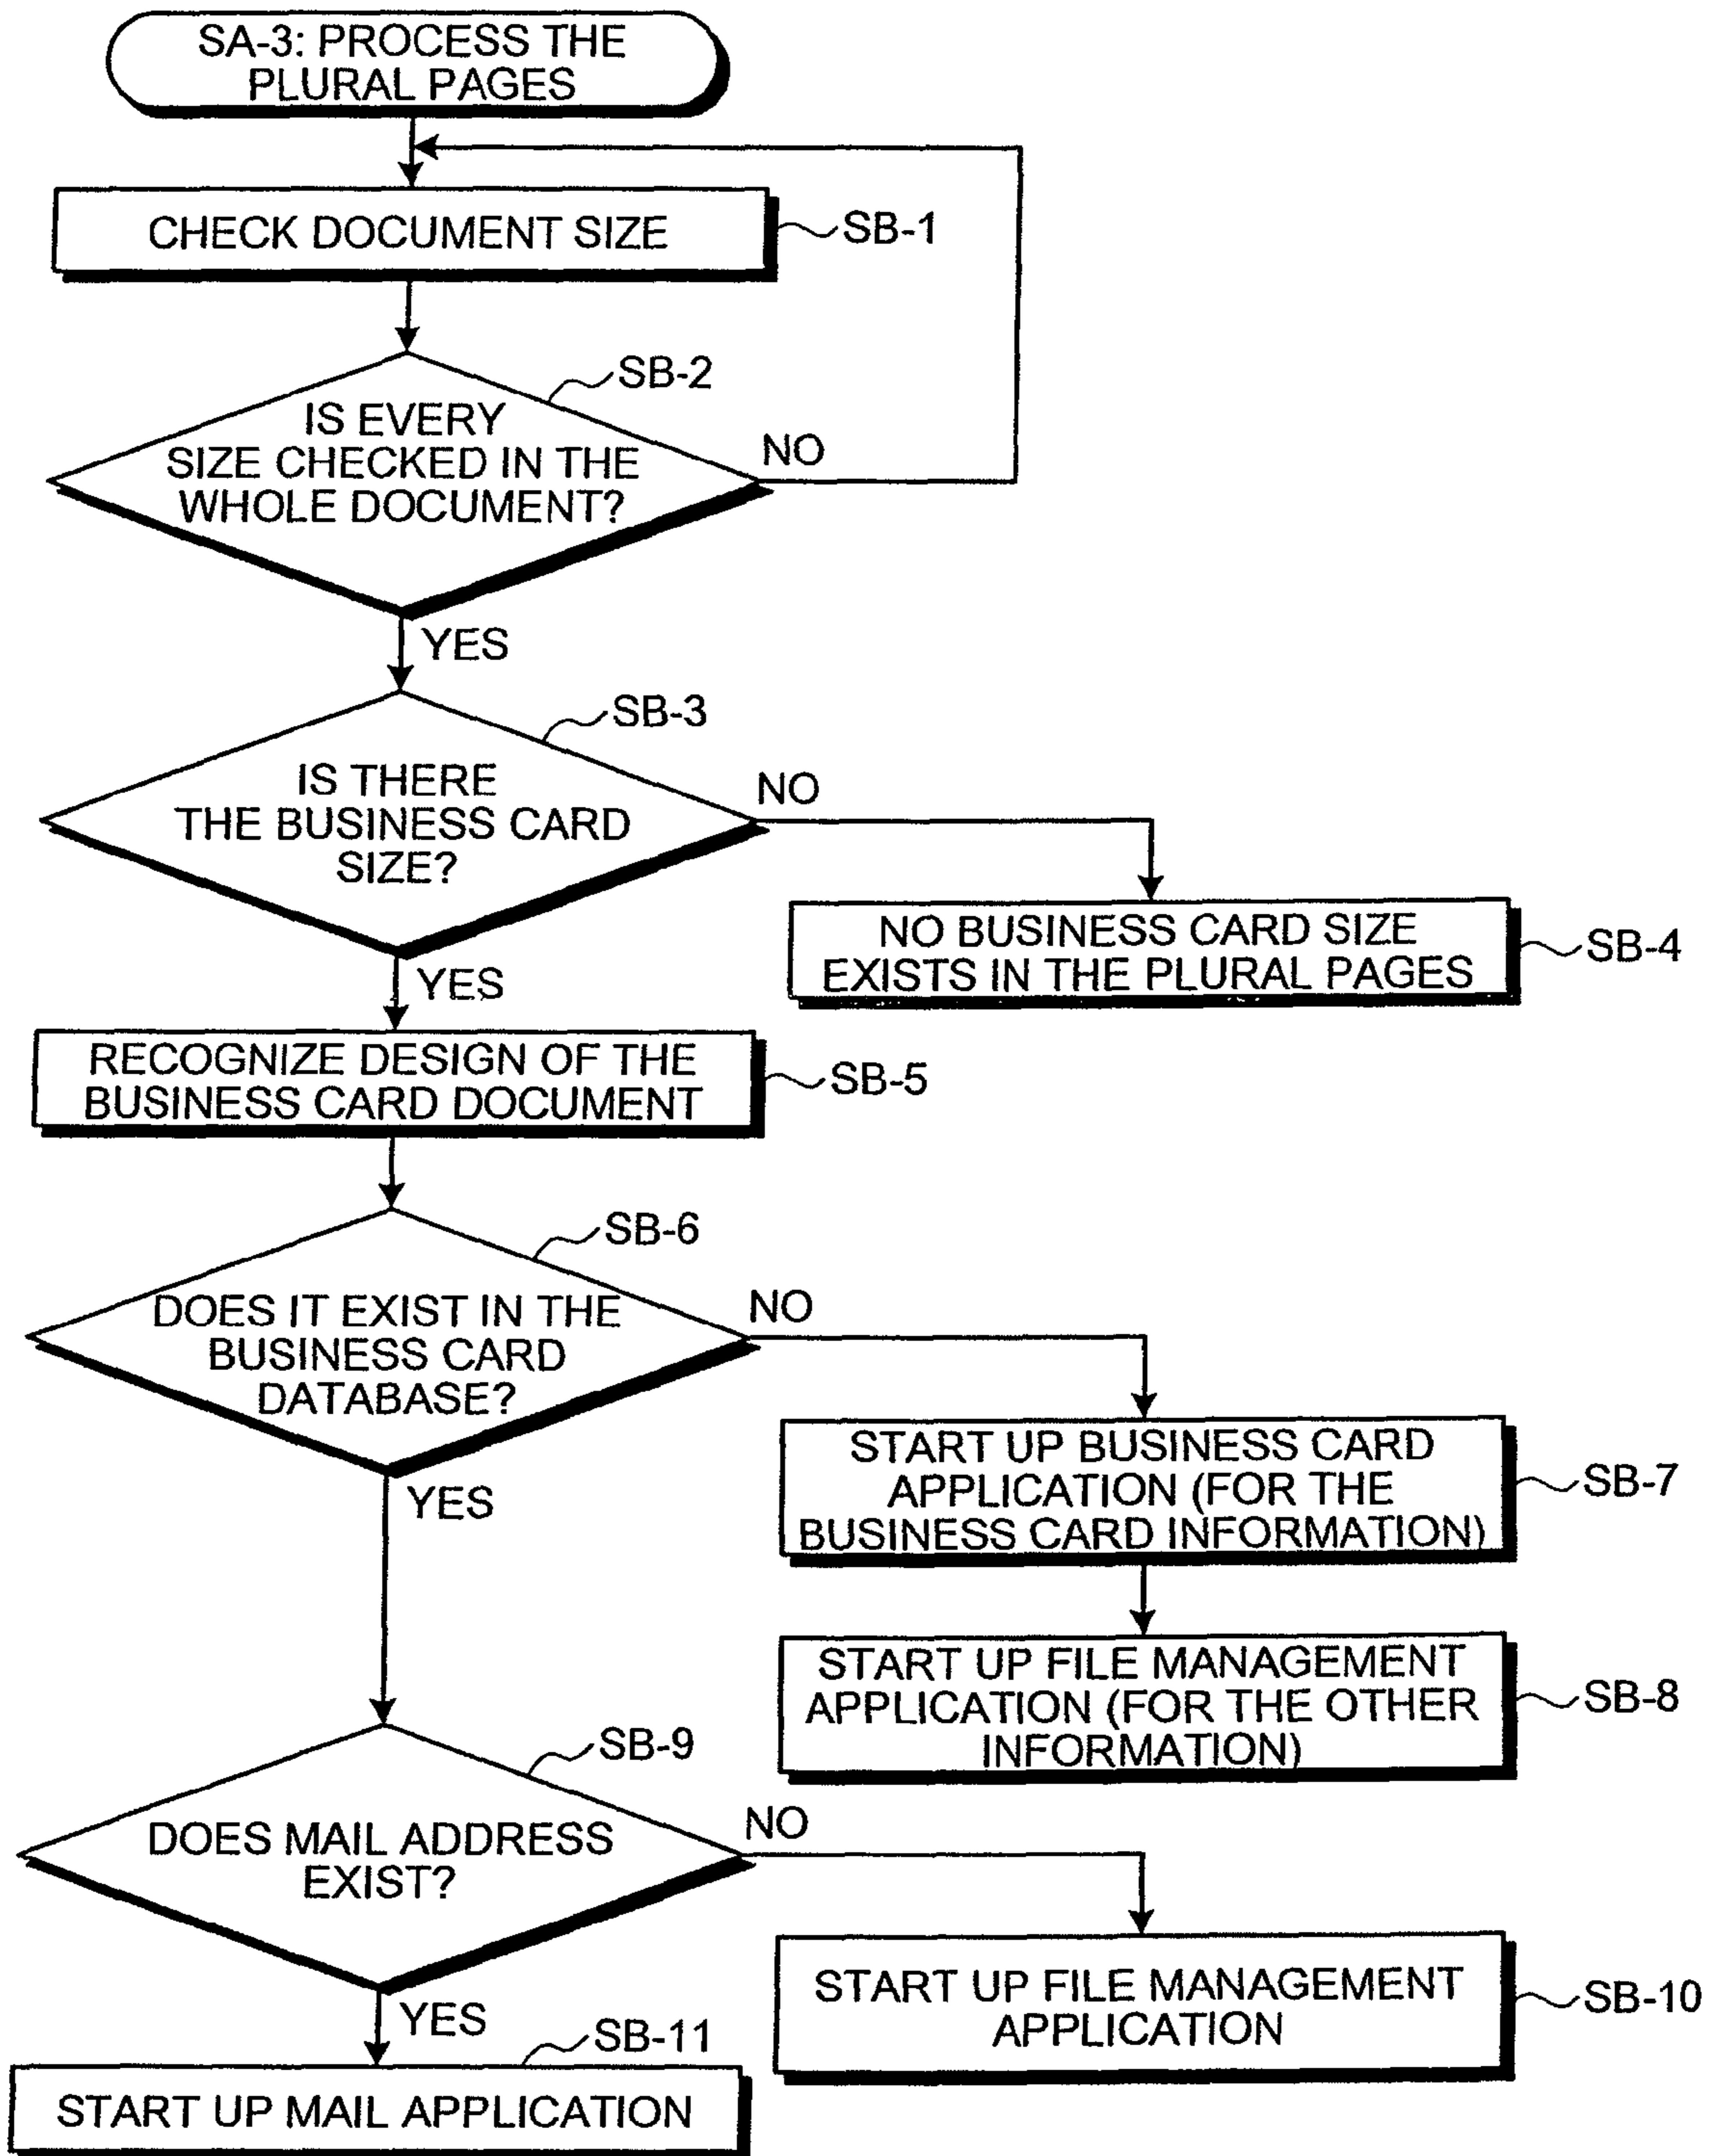 SA-3: PROCESS THE
PLURAL PAGES
CHECK DOCUMENT SIZE
SB-1
SB-2
IS EVERY
SIZE CHECKED IN THE
WHOLE DOCUMENT?
NO
YES
SB-3
IS THERE
THE BUSINESS CARD
SIZE?
NO
NO BUSINESS CARD SIZE
EXISTS IN THE PLURAL PAGES
SB-4
YES
RECOGNIZE DESIGN OF THE
BUSINESS CARD DOCUMENT
SB-5
SB-6
DOES IT EXIST IN THE
BUSINESS CARD
DATABASE?
NO
START UP BUSINESS CARD
APPLICATION (FOR THE
BUSINESS CARD INFORMATION)
SB-7
YES
START UP FILE MANAGEMENT
APPLICATION (FOR THE OTHER
INFORMATION)
SB-8
SB-9
DOES MAIL ADDRESS
EXIST?
NO
START UP FILE MANAGEMENT
APPLICATION
SB-10
YES
SB-11
START UP MAIL APPLICATION